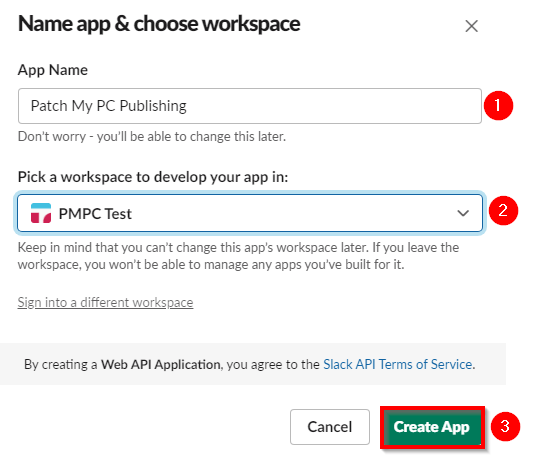 Name app & choose workspace
App Name
Patch My PC Publishing
1
Don't worry - you'll be able to change this later.
Pick a workspace to develop your app in:
PMPC Test
2
Keep in mind that you can't change this app's workspace later. If you leave the
workspace, you won't be able to manage any apps you've built for it.
Sign into a different workspace
By creating a Web API Application, you agree to the Slack API Terms of Service.
Cancel
Create App
3